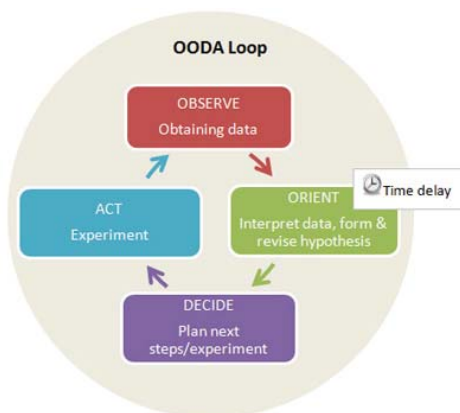 OODA Loop
OBSERVE
Obtaining data
ORIENT
Interpret data, form &
revise hypothesis
Time delay
DECIDE
Plan next
steps/experiment
ACT
Experiment